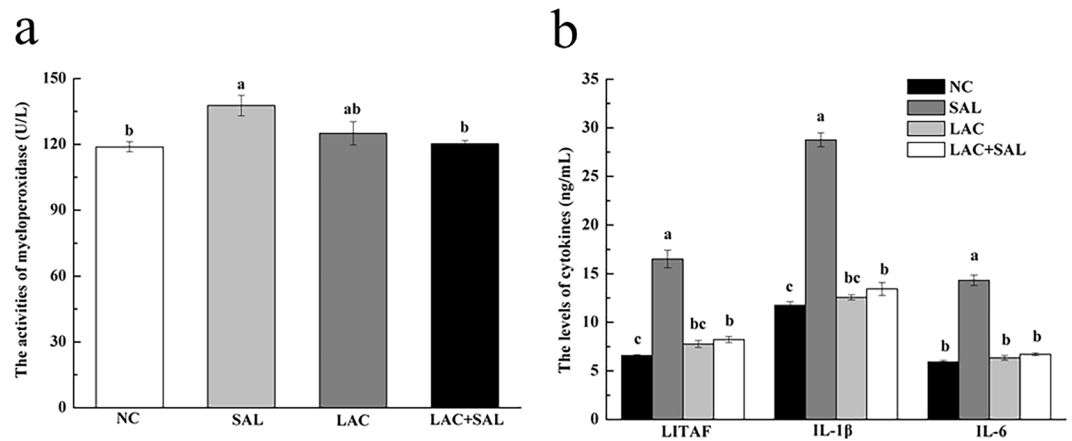 a
The activities of myeloperoxidase (U/L)
150
120
90
60
30
0
b
a
ab
b
NC
SAL
LAC
LAC+SAL
b
The levels of cytokines (ng/mL)
35
30
25
20
15
10
5
0
NC
SAL
LAC
LAC+SAL
c
a
bc
b
c
a
bc
b
b
a
b
b
LITAF
IL-1β
IL-6